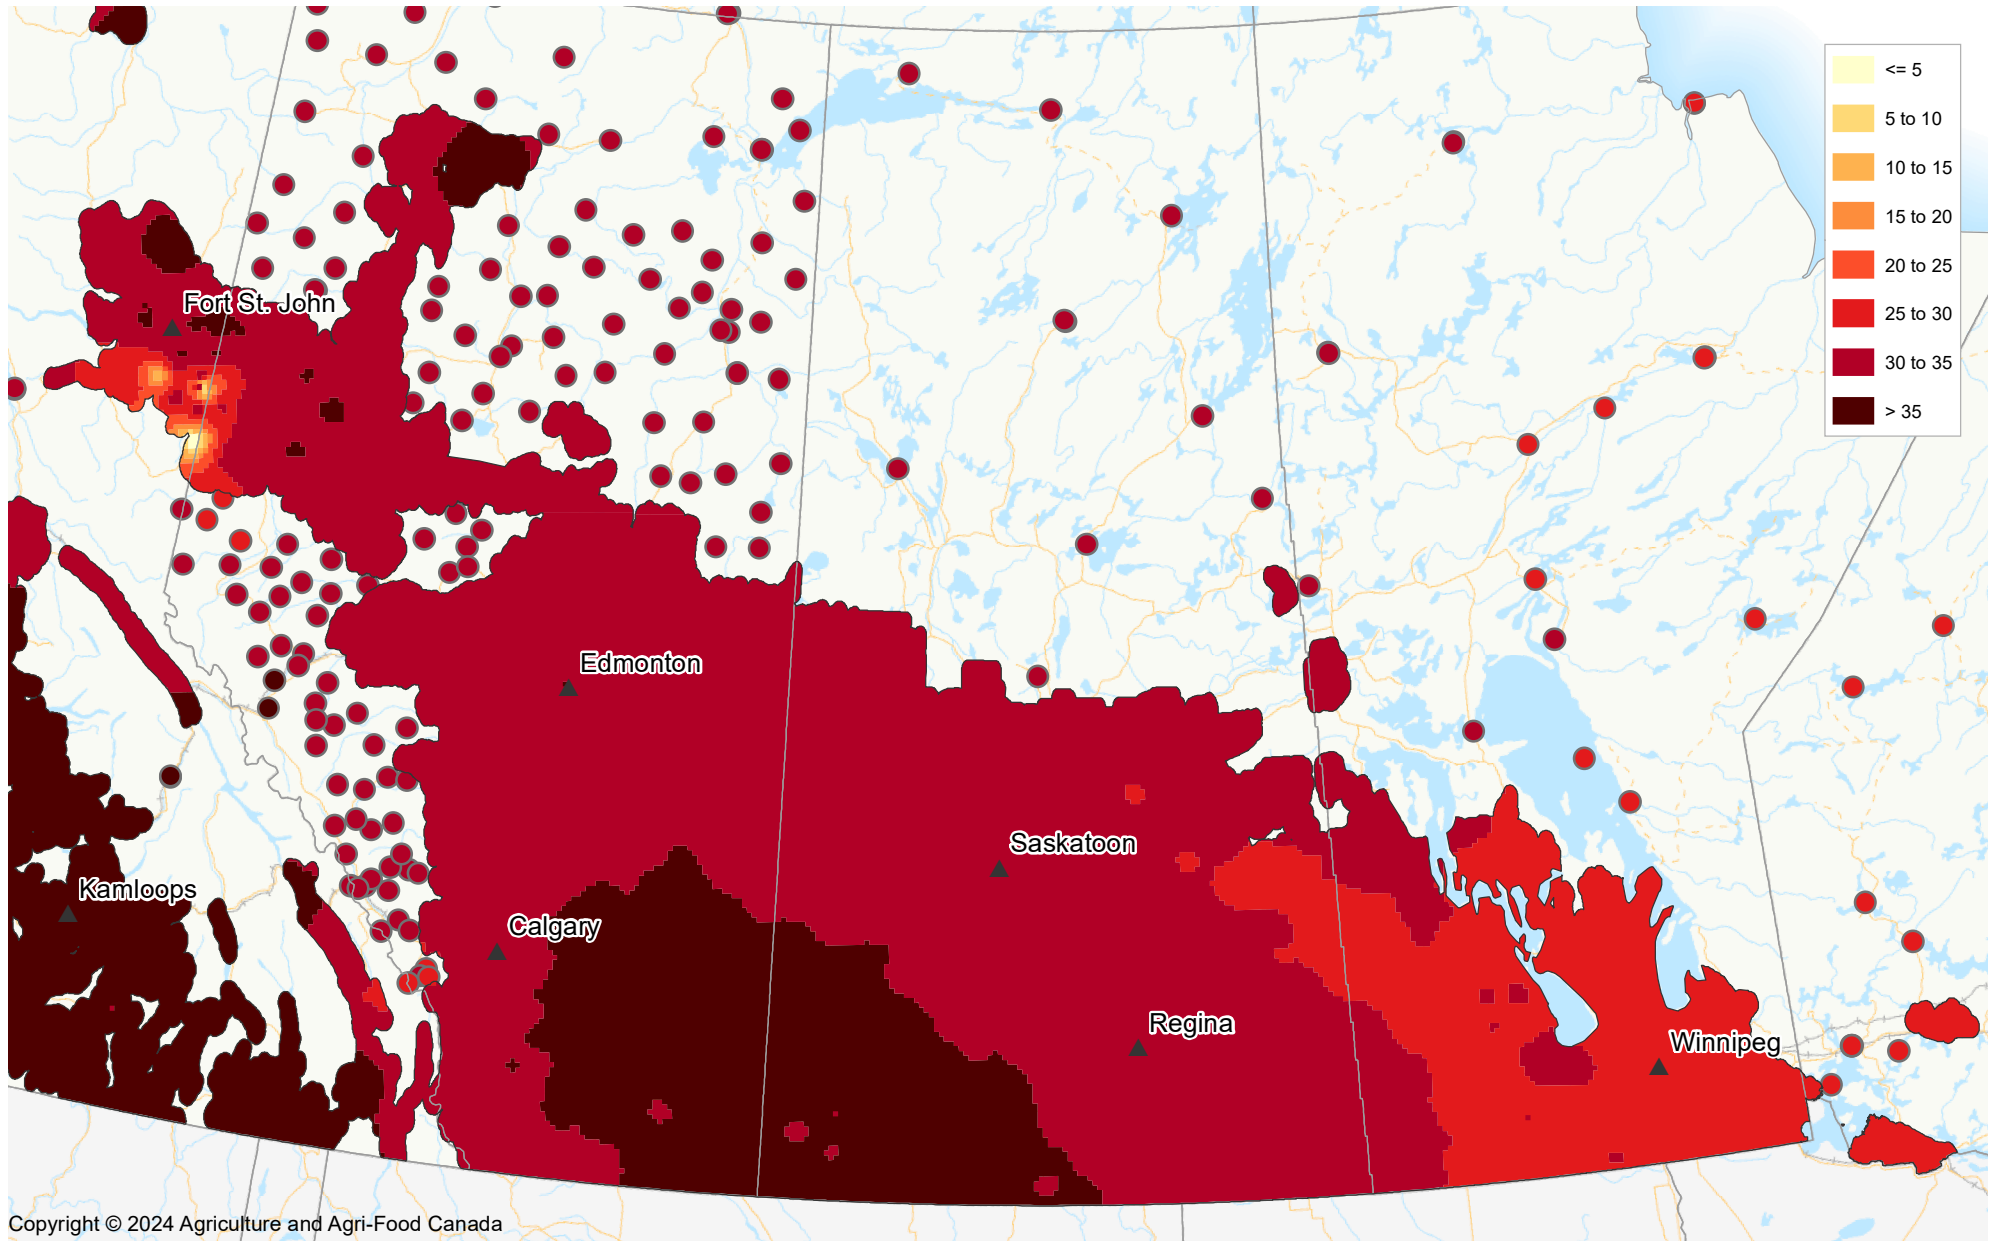 <= 5
5 to 10
10 to 15
15 to 20
20 to 25
25 to 30
30 to 35
> 35
Fort St. John
Edmonton
Saskatoon
Kamloops
Calgary
Regina
Winnipeg
Copyright © 2024 Agriculture and Agri-Food Canada